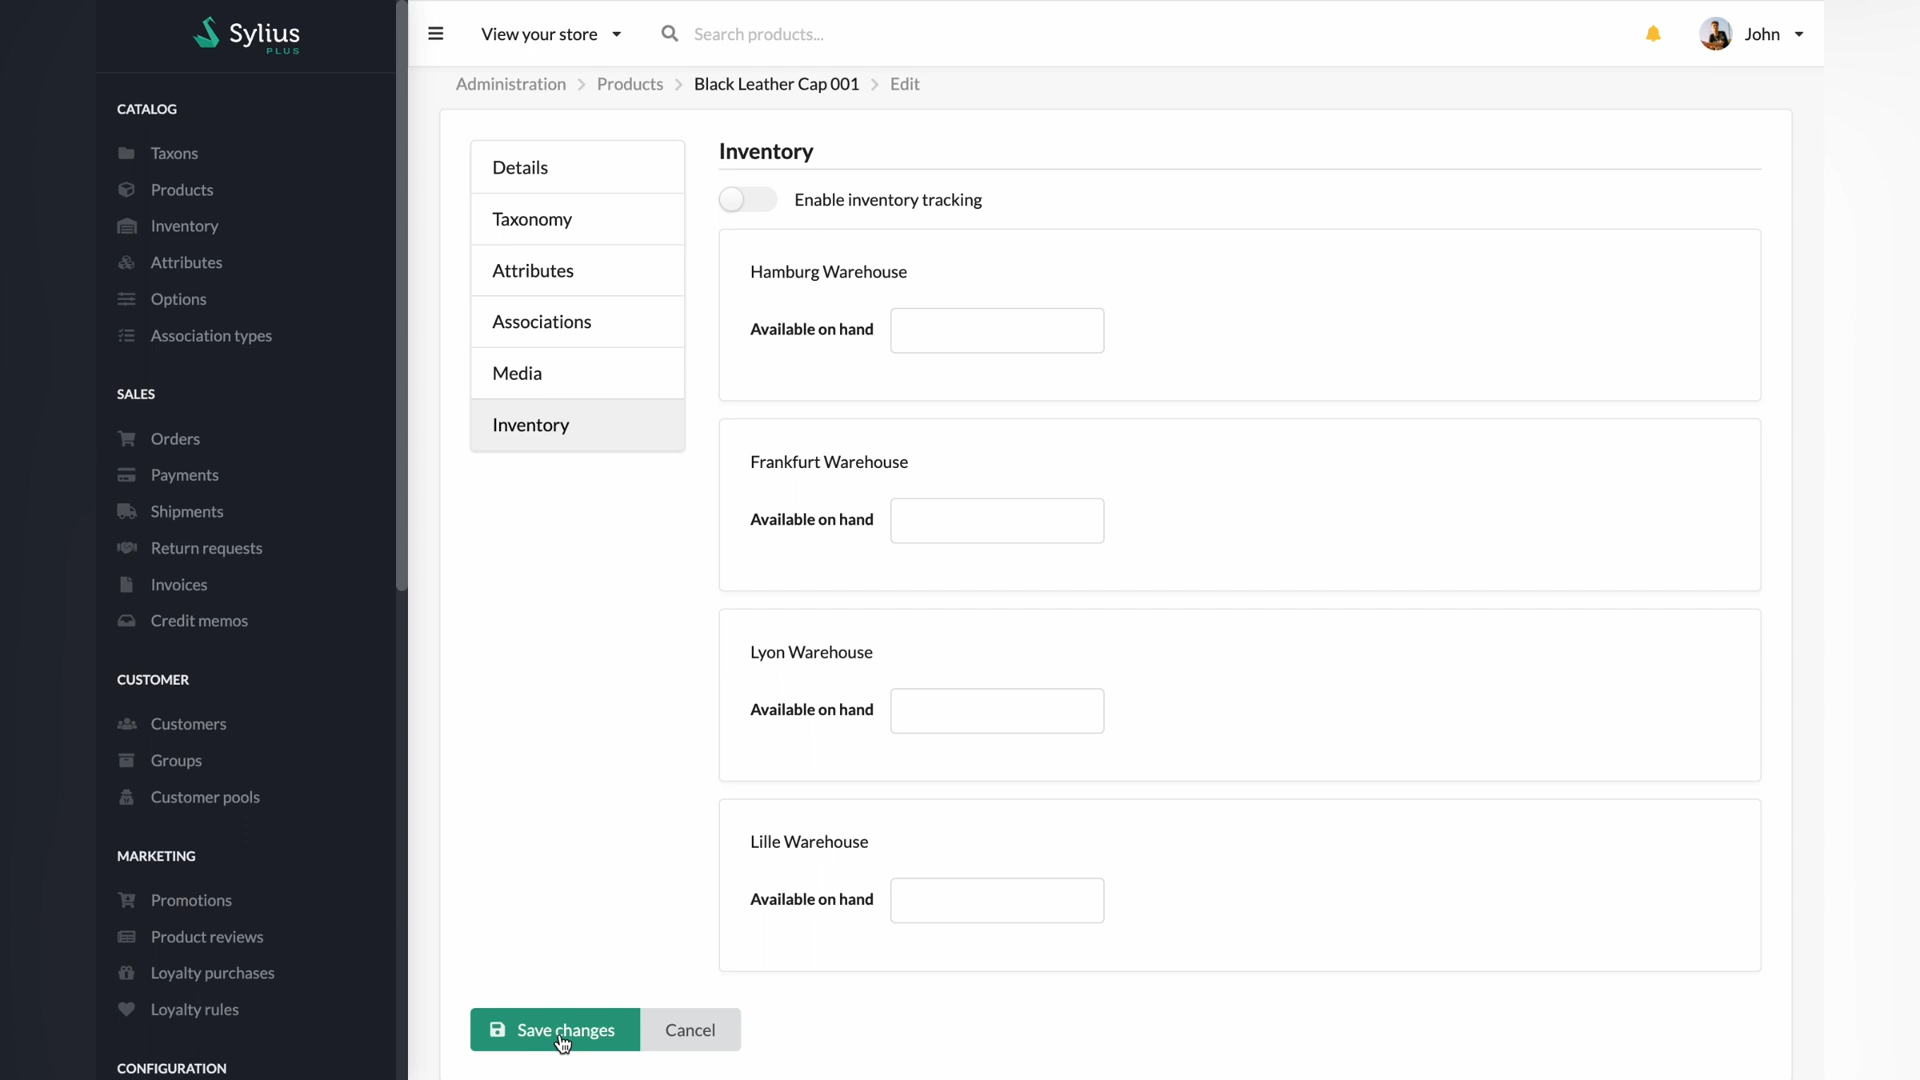 Sylius
PLUS
View your store
Search products...
John
CATALOG
Taxons
Products
Inventory
Attributes
Options
Association types
SALES
Orders
Payments
Shipments
Return requests
Invoices
Credit memos
CUSTOMER
Customers
Groups
Customer pools
MARKETING
Promotions
Product reviews
Loyalty purchases
Loyalty rules
CONFIGURATION
Administration > Products > Black Leather Cap 001 > Edit
Details
Taxonomy
Attributes
Associations
Media
Inventory
Inventory
Enable inventory tracking
Hamburg Warehouse
Available on hand
Frankfurt Warehouse
Available on hand
Lyon Warehouse
Available on hand
Lille Warehouse
Available on hand
Save changes
Cancel